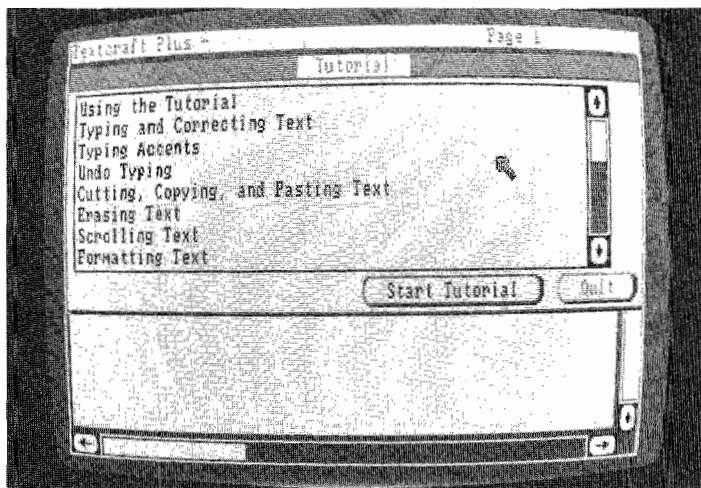 Textcraft Plus Page 1
Tutorial
Using the Tutorial
Typing and Correcting Text
Typing Accents
Undo Typing
Cutting, Copying, and Pasting Text
Erasing Text
Scrolling Text
Formatting Text
Start Tutorial Quit